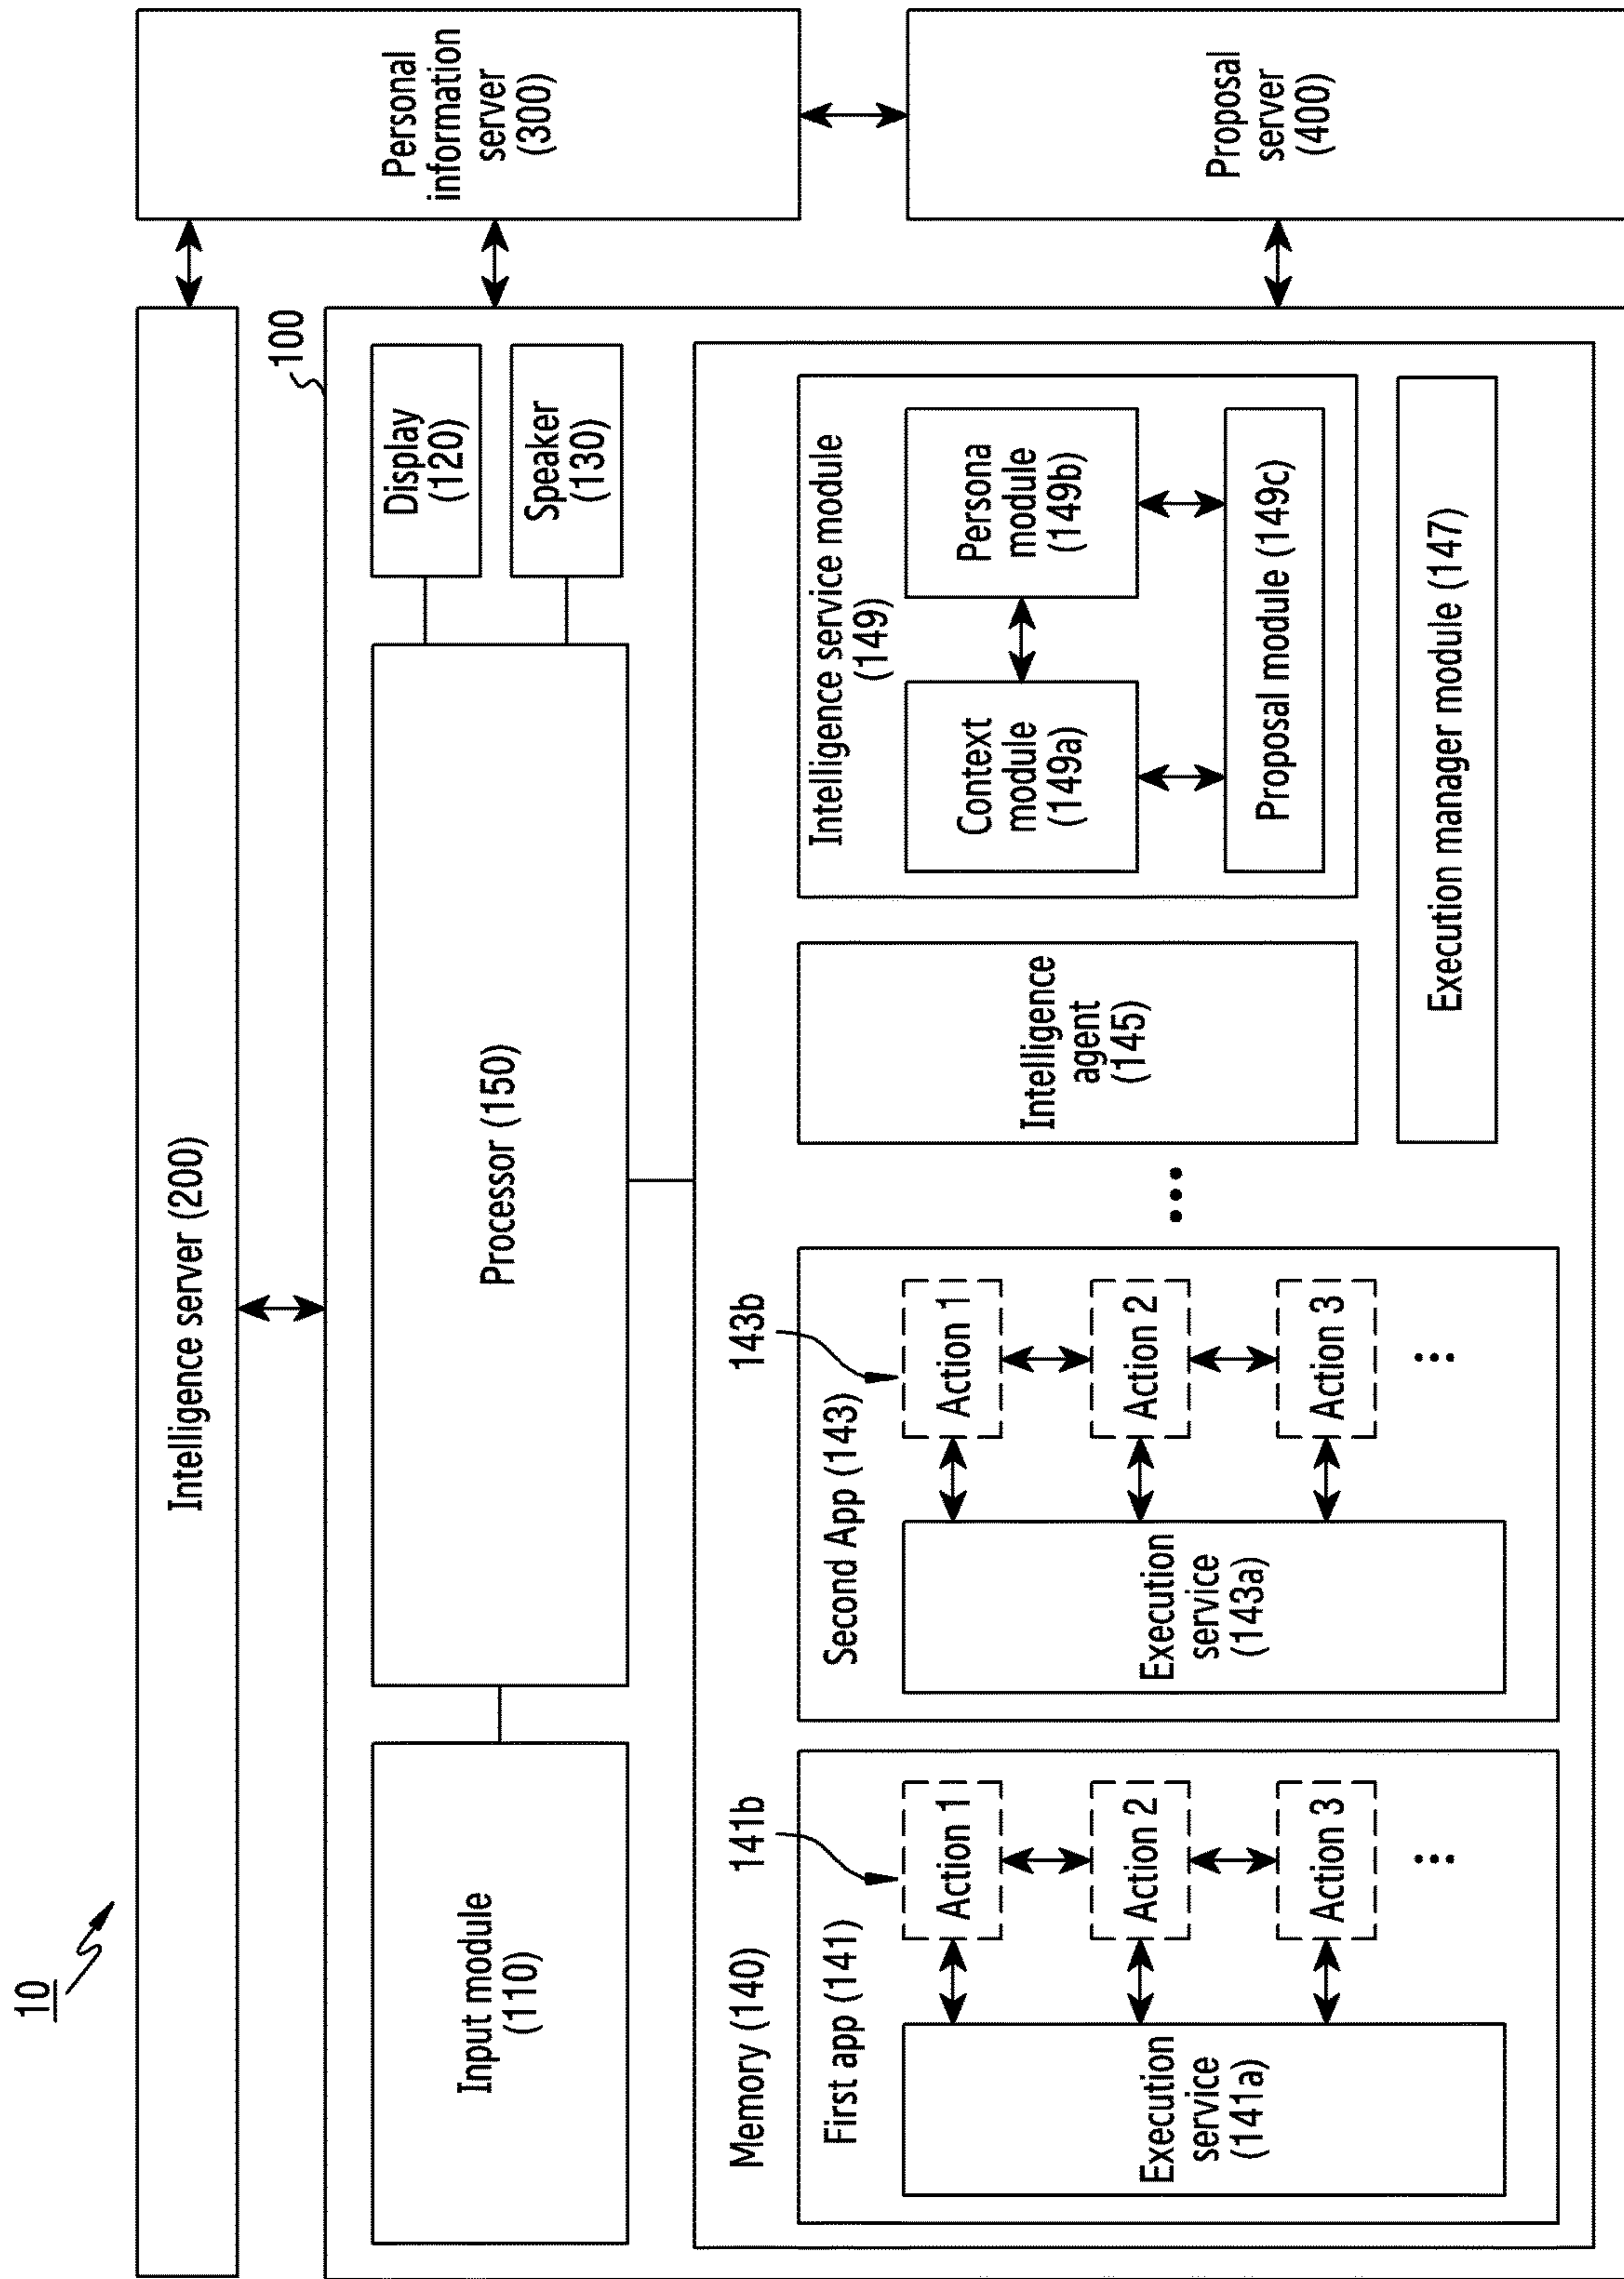 10
Intelligence server (200)
100
Input module
(110)
Processor (150)
Display
(120)
Speaker
(130)
Memory (140)
First app (141)
141b
Execution
service
(141a)
Action 1
Action 2
Action 3
Second App (143)
143b
Execution
service
(143a)
Action 1
Action 2
Action 3
Intelligence
agent
(145)
Intelligence service module
(149)
Context
module
(149a)
Persona
module
(149b)
Proposal module (149c)
Execution manager module (147)
Personal
information
server
(300)
Proposal
server
(400)